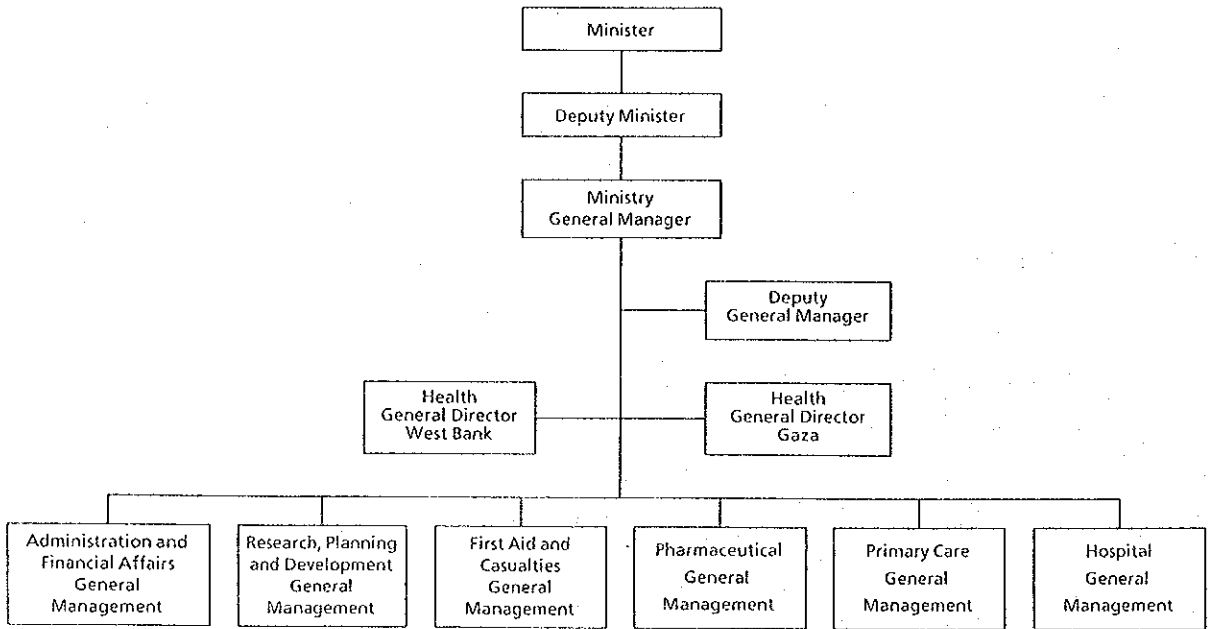 Minister
Deputy Minister
Ministry
General Manager
Deputy
General Manager
Health
General Director
West Bank
Health
General Director
Gaza
Administration and
Financial Affairs
General
Management
Research, Planning
and Development
General
Management
First Aid and
Casualties
General
Management
Pharmaceutical
General
Management
Primary Care
General
Management
Hospital
General
Management